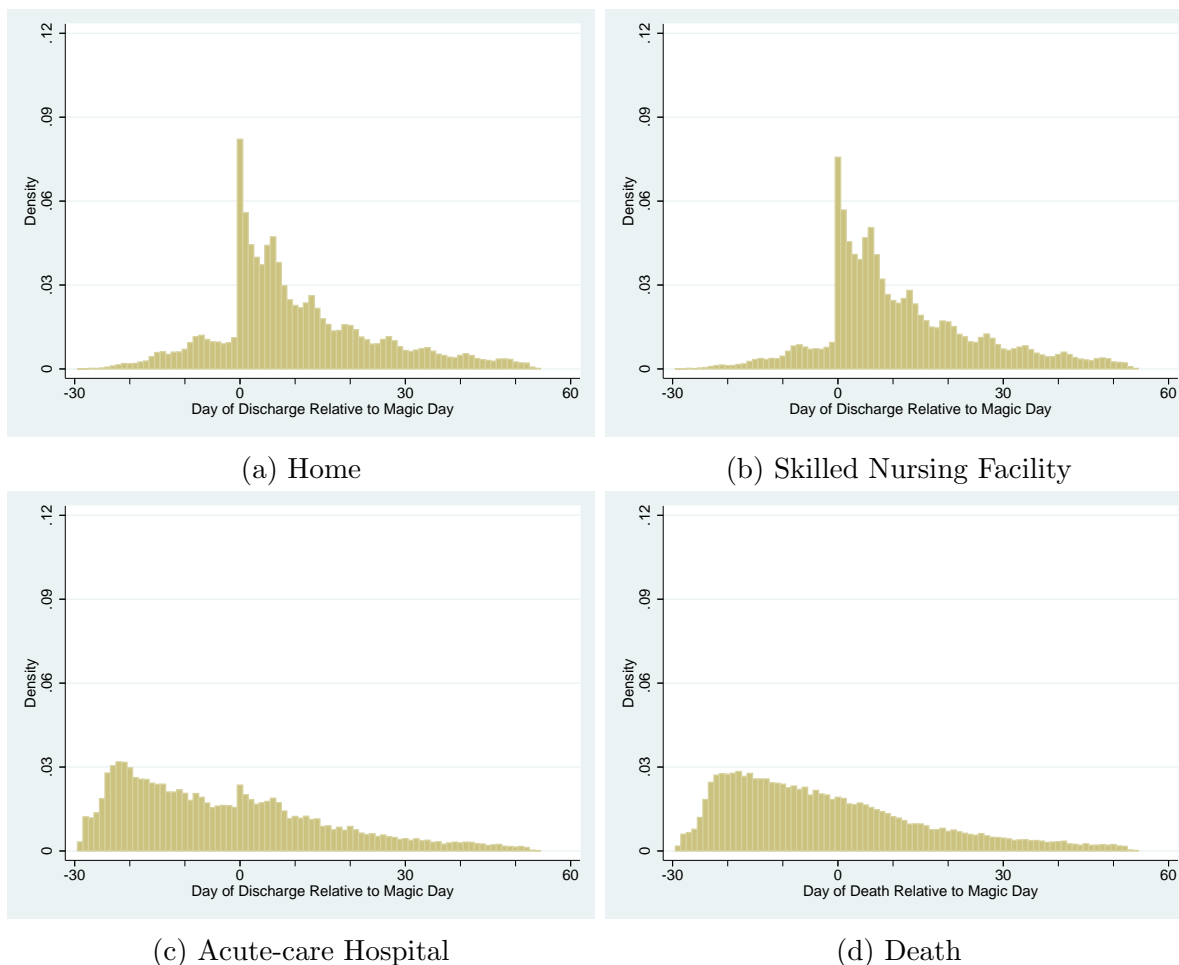 .12
.09
.06
.03
0
Density
-30 0 30 60
Day of Discharge Relative to Magic Day
(a) Home
.12
.09
.06
.03
0
Density
-30 0 30 60
Day of Discharge Relative to Magic Day
(b) Skilled Nursing Facility
.12
.09
.06
.03
0
Density
-30 0 30 60
Day of Discharge Relative to Magic Day
(c) Acute-care Hospital
.12
.09
.06
.03
0
Density
-30 0 30 60
Day of Death Relative to Magic Day
(d) Death